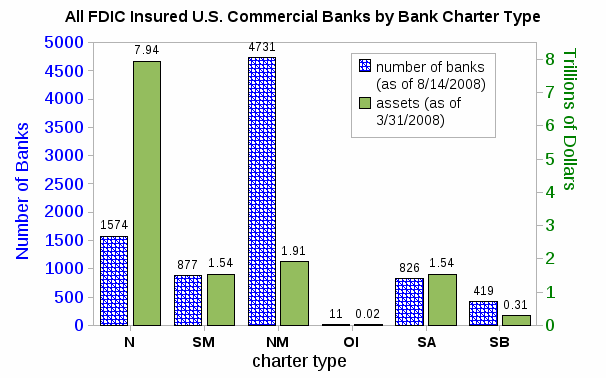 All FDIC Insured U.S. Commercial Banks by Bank Charter Type
Number of Banks
5000
4500
4000
3500
3000
2500
2000
1500
1000
500
0
1574
7.94
877
1.54
4731
1.91
11
0.02
826
1.54
419
0.31
number of banks
(as of 8/14/2008)
assets (as of
3/31/2008)
8
7
6
5
4
3
2
1
0
Trillions of Dollars
N
SM
NM
OI
SA
SB
charter type